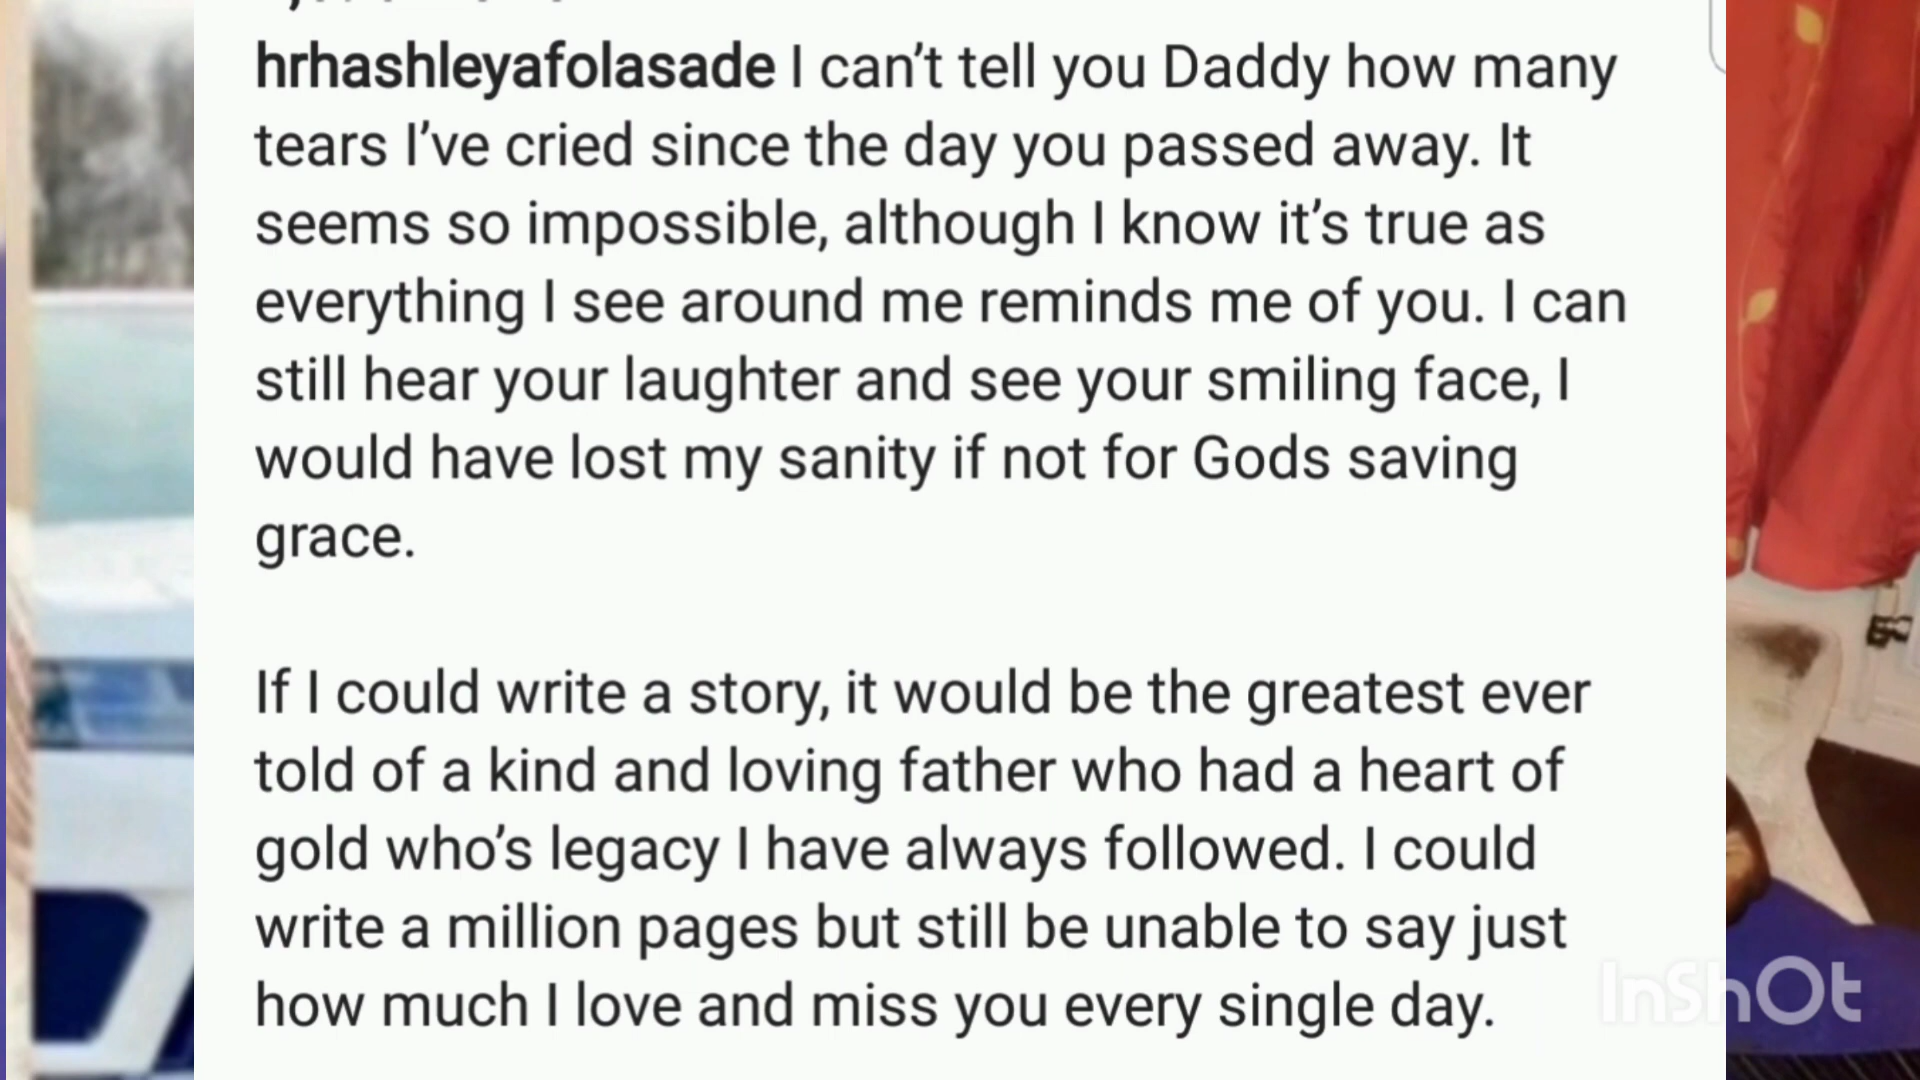 hrhashleyafolasade I can't tell you Daddy how many
tears I've cried since the day you passed away. It
seems so impossible, although I know it's true as
everything I see around me reminds me of you. I can
still hear your laughter and see your smiling face, I
would have lost my sanity if not for Gods saving
grace.
If I could write a story, it would be the greatest ever
told of a kind and loving father who had a heart of
gold who's legacy I have always followed. I could
write a million pages but still be unable to say just
how much I love and miss you every single day.
InShOt